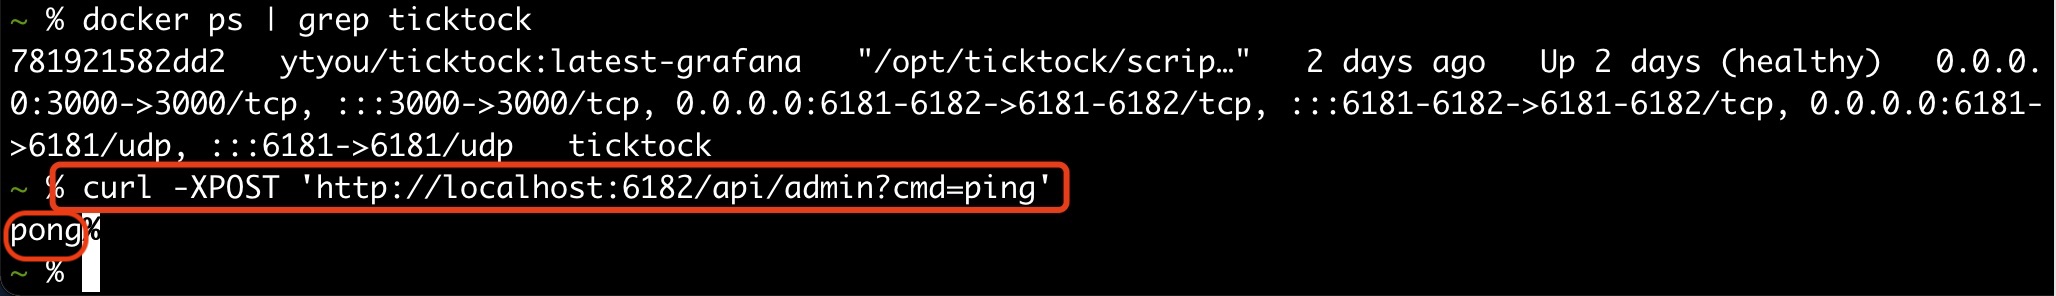 ~ % docker ps | grep ticktock
781921582dd2   ytyou/ticktock:latest-grafana   "/opt/ticktock/scrip…"   2 days ago   Up 2 days (healthy)   0.0.0.
0:3000->3000/tcp, :::3000->3000/tcp, 0.0.0.0:6181-6182->6181-6182/tcp, :::6181-6182->6181-6182/tcp, 0.0.0.0:6181-
>6181/udp, :::6181->6181/udp   ticktock
~ % curl -XPOST 'http://localhost:6182/api/admin?cmd=ping'
pong%
~ %